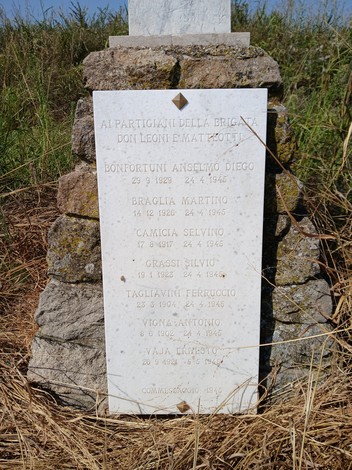 AI PARTIGIANI DELLA BRIGATA
DON LEONI E MATTEOTTI
BONFORTUNI ANSELMO DIEGO
29 9 1929 24 4 1945
BRAGLIA MARTINO
14 12 1926 24 4 1945
CAMICIA SELVINO
24 4 1945
GRASSI SILVIO
24 4 1945
TAGLIAVINI FERRUCCIO
24 4 1945
VIGNA ANTONIO
24 4 1945
VAJA ERNESTO